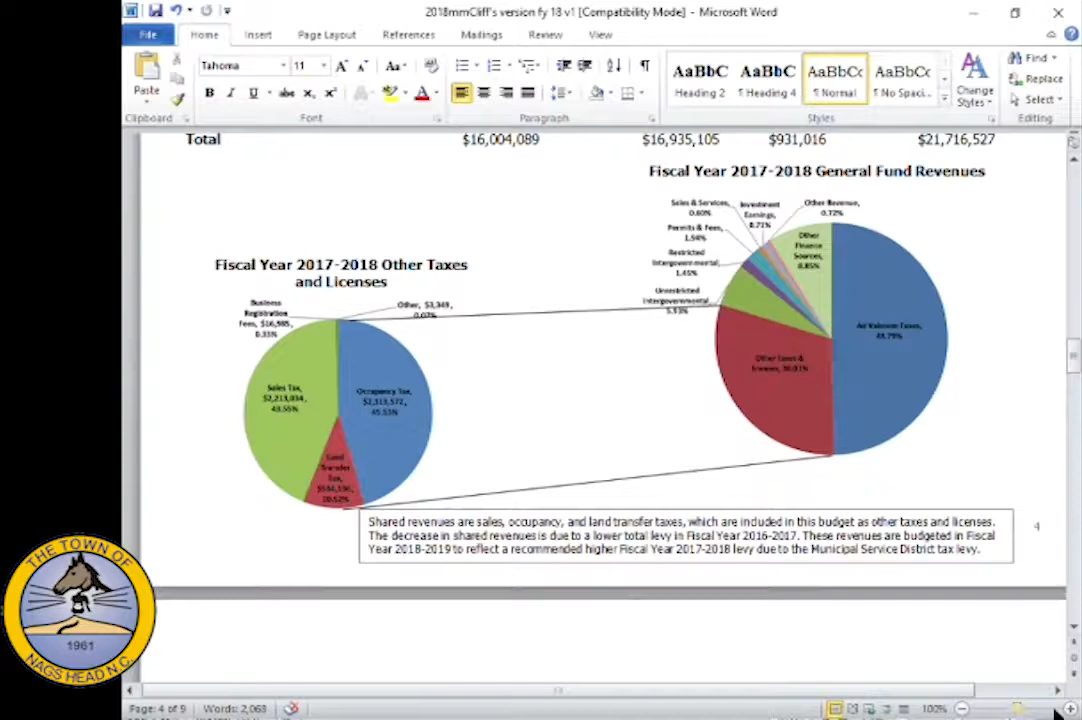 2018mmCliff's version fy 18 v1 [Compatibility Mode] - Microsoft Word
File Home Insert Page Layout References Mailings Review View
Paste
Tahoma 11
AaBbC AaBbC AaBbCc AaBbCc
Heading 2 ¶ Heading 4 ¶ Normal ¶ No Spaci...
Change Styles
Find
Replace
Select
Clipboard Font Paragraph Styles Editing
Total $16,004,089 $16,935,105 $931,016 $21,716,527
Fiscal Year 2017-2018 General Fund Revenues
Sales & Services,
0.60%
Investment
Earnings,
0.71%
Other Revenue,
0.72%
Permits & Fees,
1.94%
Restricted
Intergovernmental,
1.45%
Unrestricted
Intergovernmental,
Other
Finance
Sources,
8.85%
Ad Valorem Taxes,
Other Taxes &
Fiscal Year 2017-2018 Other Taxes
and Licenses
Business
Registration
Fees, $16,985,
0.33%
Other, $3,349,
0.07%
Sales Tax,
$2,213,034,
43.55%
Occupancy Tax,
$2,313,572,
45.53%
Land
Transfer
Tax,
10.52%
Shared revenues are sales, occupancy, and land transfer taxes, which are included in this budget as other taxes and licenses.
The decrease in shared revenues is due to a lower total levy in Fiscal Year 2016-2017. These revenues are budgeted in Fiscal
Year 2018-2019 to reflect a recommended higher Fiscal Year 2017-2018 levy due to the Municipal Service District tax levy.
4
THE TOWN OF
1961
NAGS HEAD N.C.
Page: 4 of 9 Words: 2,063 100%